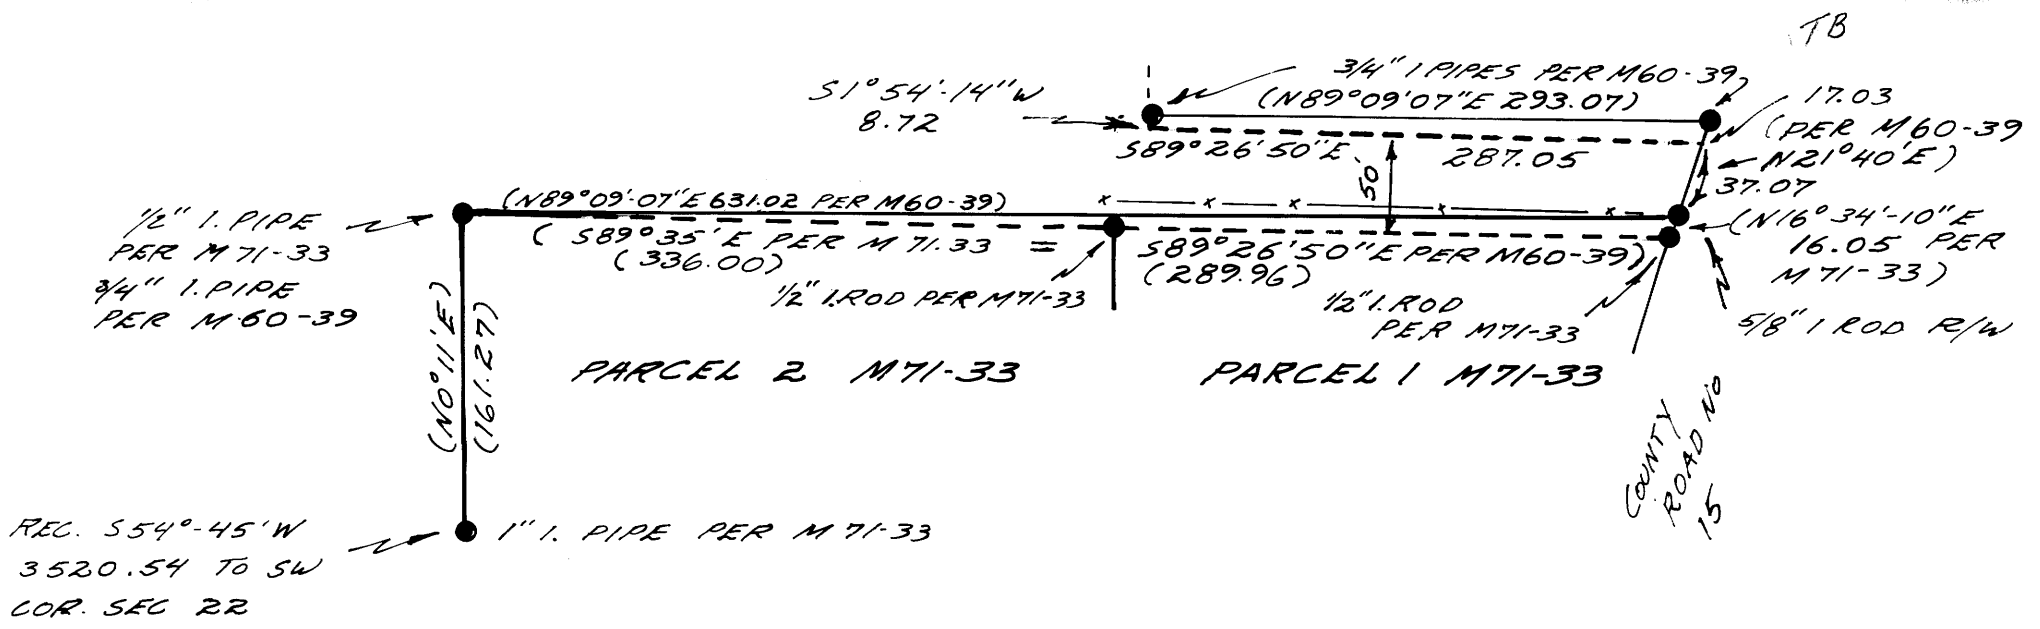 TB
3/4" I PIPES PER M60-39
(N89°09'07"E 293.07)
S1°54'-14"W
8.72
17.03
(PER M60-39
N21°40'E)
37.07
S89°26'50"E
287.05
50
(N89°09'-07"E 631.02 PER M60-39)
1/2" I. PIPE
PER M71-33
3/4" I. PIPE
PER M60-39
(S89°35'E PER M71.33 = S89°26'50"E PER M60-39)
(336.00)
(289.96)
(N16°34'-10"E
16.05 PER
M71-33)
1/2" I.ROD PER M71-33
1/2" I.ROD
PER M71-33
5/8" I ROD R/W
(N0°11'E)
(161.27)
PARCEL 2 M71-33
PARCEL 1 M71-33
COUNTY
ROAD No
15
REC. S54°-45'W
3520.54 TO SW
COR. SEC 22
1" I. PIPE PER M71-33